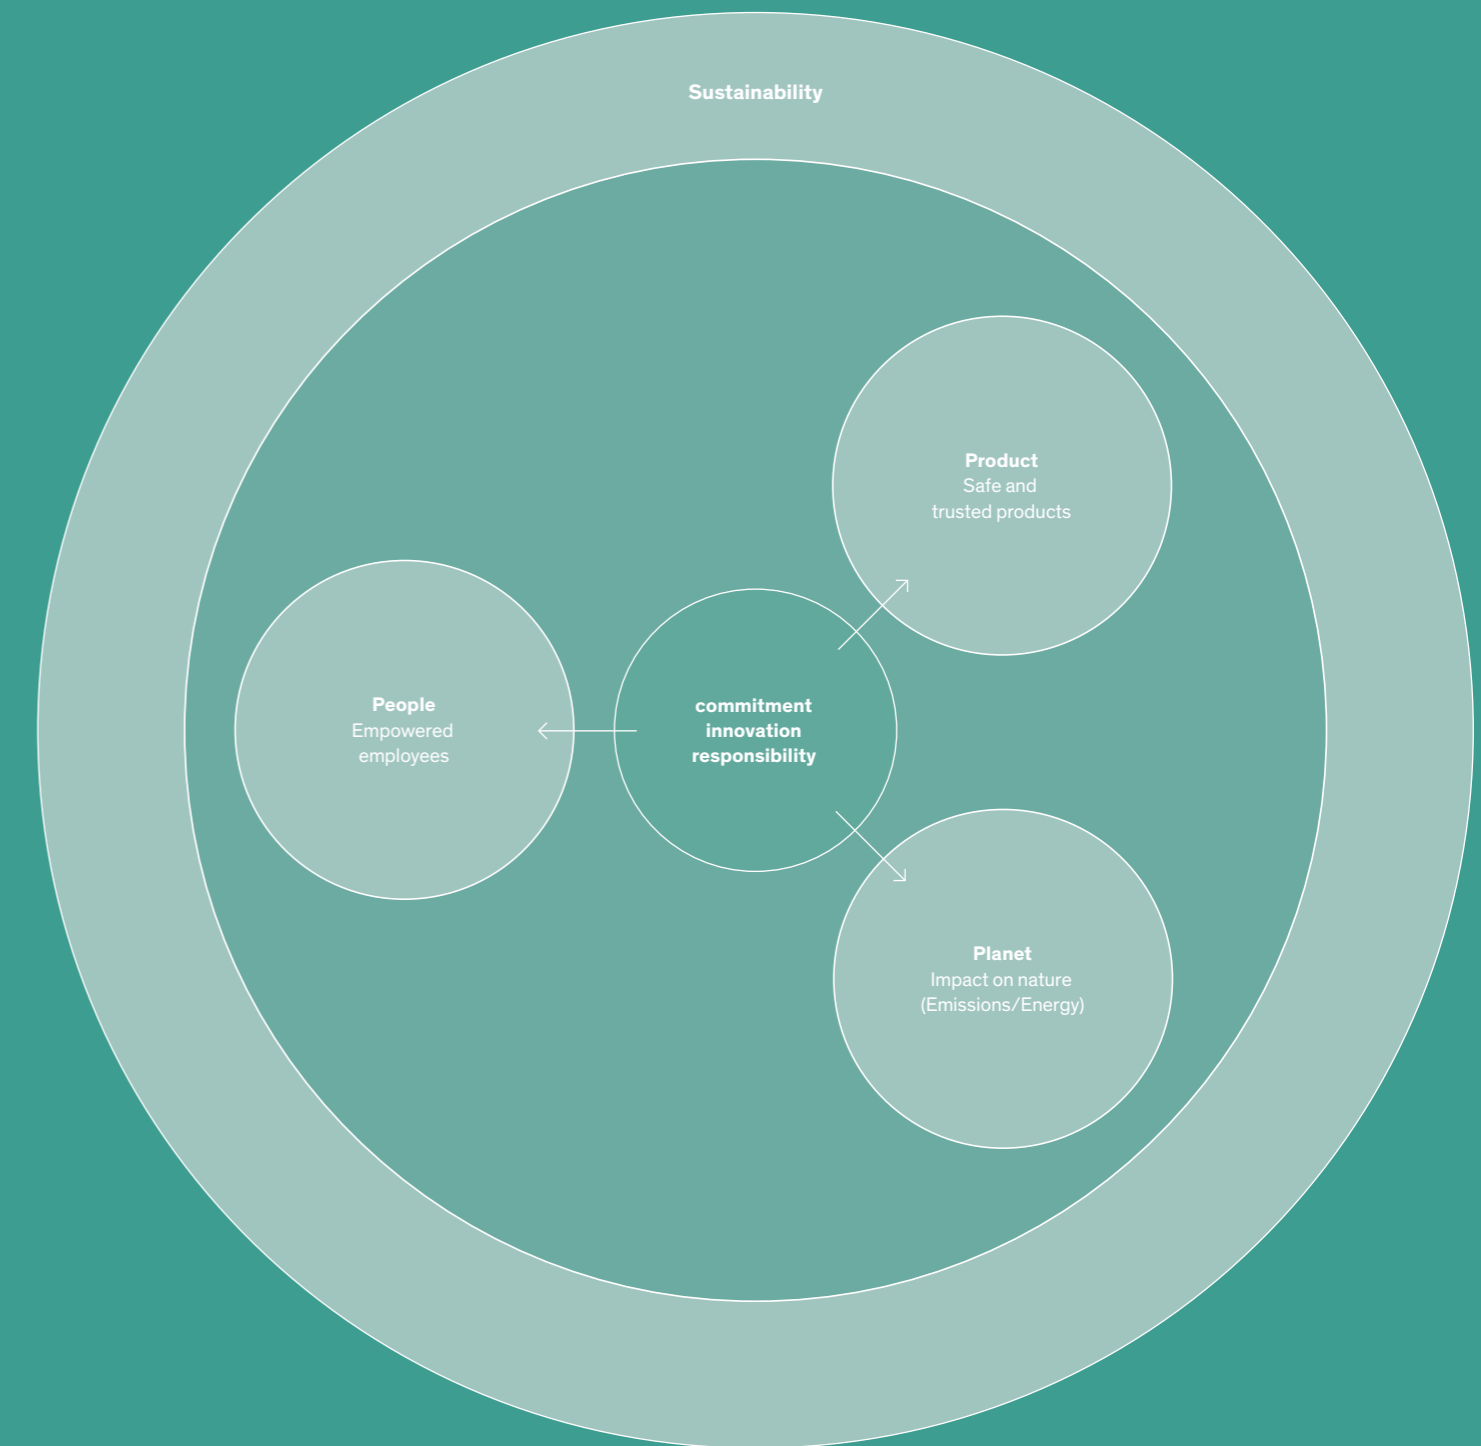 Sustainability
Product
Safe and
trusted products
People
Empowered
employees
commitment
innovation
responsibility
Planet
Impact on nature
(Emissions/Energy)